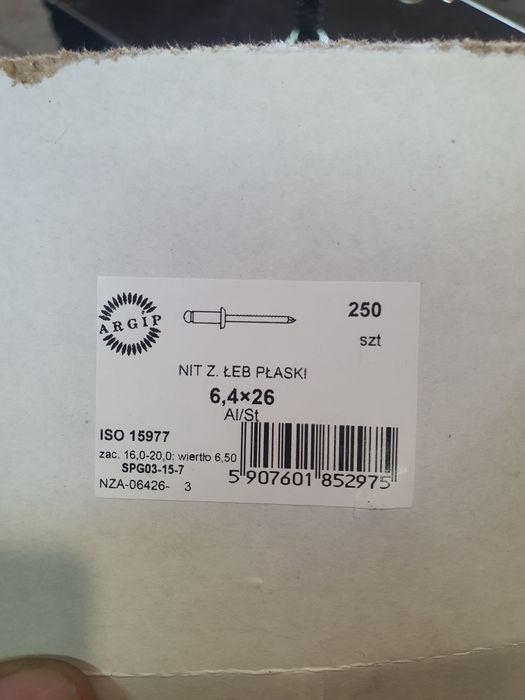 ARGIP
250
szt
NIT Z. ŁEB PŁASKI
6,4×26
Al/St
ISO 15977
zac. 16,0-20,0; wiertło 6,50
SPG03-15-7
NZA-06426- 3
5 907601 852975